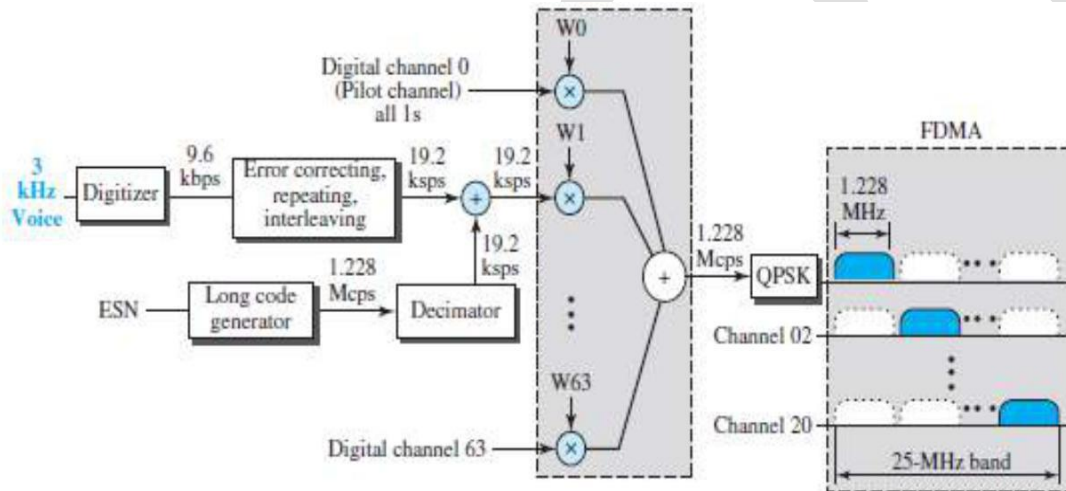 W0
Digital channel 0
(Pilot channel)
all 1s
×
W1
FDMA
3
kHz
Voice
Digitizer
9.6
kbps
Error correcting,
repeating,
interleaving
19.2
ksps
+
19.2
ksps
×
1.228
MHz
19.2
ksps
1.228
Mcps
+
QPSK
ESN
Long code
generator
1.228
Mcps
Decimator
Channel 02
W63
Digital channel 63
×
Channel 20
25-MHz band